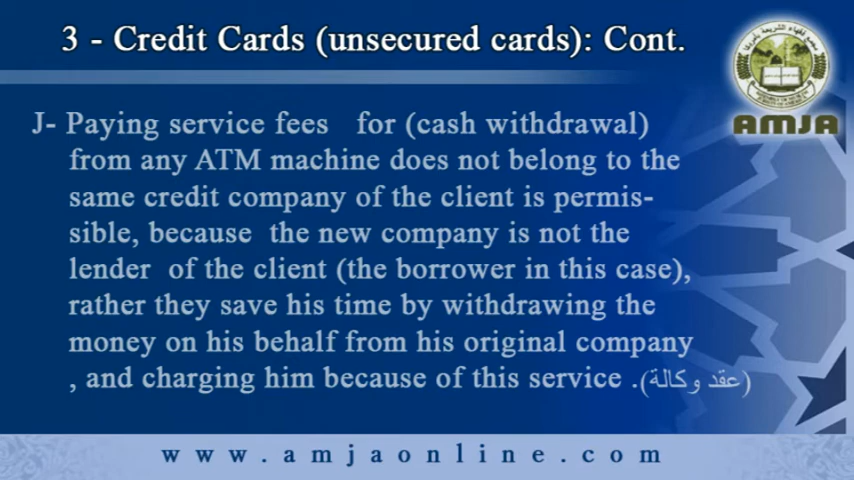 3 - Credit Cards (unsecured cards): Cont.
AMJA
J- Paying service fees for (cash withdrawal)
from any ATM machine does not belong to the
same credit company of the client is permis-
sible, because the new company is not the
lender of the client (the borrower in this case),
rather they save his time by withdrawing the
money on his behalf from his original company
, and charging him because of this service .(عقد وكالة)
www.amjaonline.com